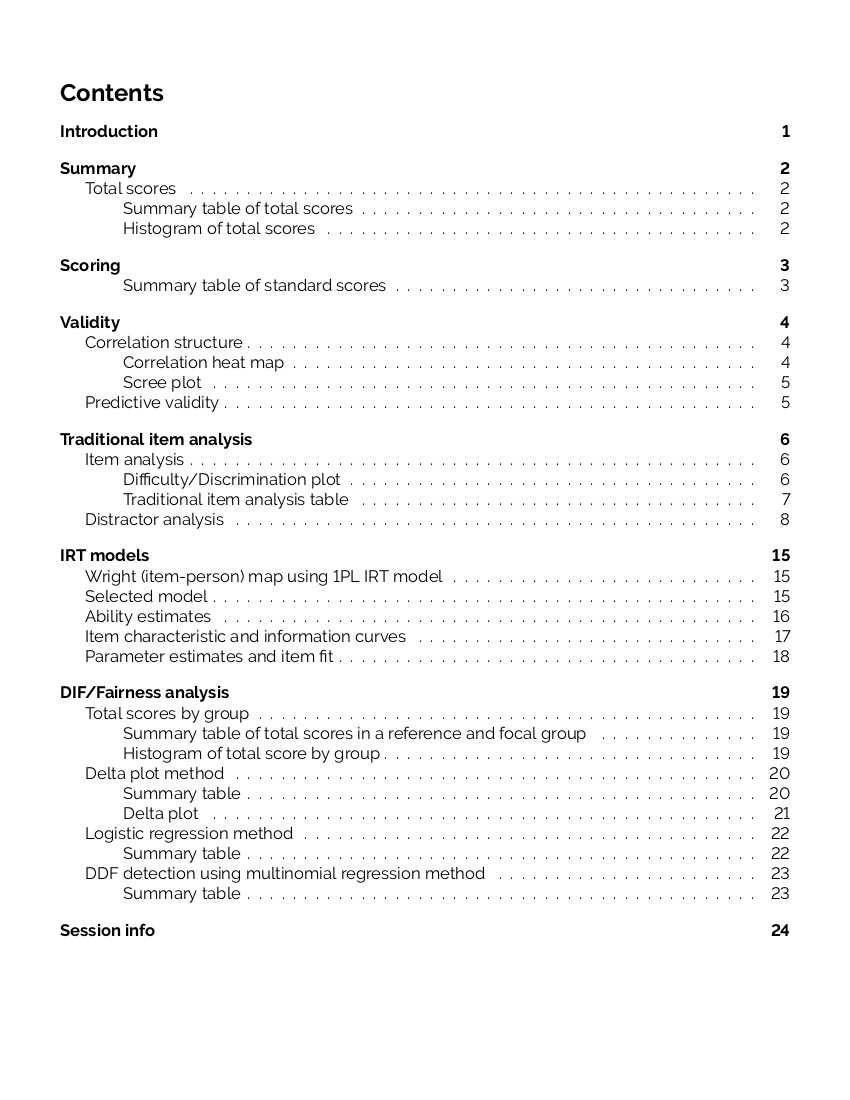 Contents
Introduction 1
Summary 2
Total scores . . . . . . . . . . . . . . . . . . . . . . . . . . . . . . . . . . . . . . . . . . . . . . . . . . 2
Summary table of total scores . . . . . . . . . . . . . . . . . . . . . . . . . . . . . . . . . . . 2
Histogram of total scores . . . . . . . . . . . . . . . . . . . . . . . . . . . . . . . . . . . . . . 2
Scoring 3
Summary table of standard scores . . . . . . . . . . . . . . . . . . . . . . . . . . . . . . . . 3
Validity 4
Correlation structure . . . . . . . . . . . . . . . . . . . . . . . . . . . . . . . . . . . . . . . . . . . . . 4
Correlation heat map . . . . . . . . . . . . . . . . . . . . . . . . . . . . . . . . . . . . . . . . . 4
Scree plot . . . . . . . . . . . . . . . . . . . . . . . . . . . . . . . . . . . . . . . . . . . . . . . . 5
Predictive validity . . . . . . . . . . . . . . . . . . . . . . . . . . . . . . . . . . . . . . . . . . . . . . . 5
Traditional item analysis 6
Item analysis . . . . . . . . . . . . . . . . . . . . . . . . . . . . . . . . . . . . . . . . . . . . . . . . . . 6
Difficulty/Discrimination plot . . . . . . . . . . . . . . . . . . . . . . . . . . . . . . . . . . . . 6
Traditional item analysis table . . . . . . . . . . . . . . . . . . . . . . . . . . . . . . . . . . . 7
Distractor analysis . . . . . . . . . . . . . . . . . . . . . . . . . . . . . . . . . . . . . . . . . . . . . . 8
IRT models 15
Wright (item-person) map using 1PL IRT model . . . . . . . . . . . . . . . . . . . . . . . . . . . 15
Selected model . . . . . . . . . . . . . . . . . . . . . . . . . . . . . . . . . . . . . . . . . . . . . . . . 15
Ability estimates . . . . . . . . . . . . . . . . . . . . . . . . . . . . . . . . . . . . . . . . . . . . . . . 16
Item characteristic and information curves . . . . . . . . . . . . . . . . . . . . . . . . . . . . . . 17
Parameter estimates and item fit . . . . . . . . . . . . . . . . . . . . . . . . . . . . . . . . . . . . . 18
DIF/Fairness analysis 19
Total scores by group . . . . . . . . . . . . . . . . . . . . . . . . . . . . . . . . . . . . . . . . . . . . 19
Summary table of total scores in a reference and focal group . . . . . . . . . . . . . . 19
Histogram of total score by group . . . . . . . . . . . . . . . . . . . . . . . . . . . . . . . . . 19
Delta plot method . . . . . . . . . . . . . . . . . . . . . . . . . . . . . . . . . . . . . . . . . . . . . . 20
Summary table . . . . . . . . . . . . . . . . . . . . . . . . . . . . . . . . . . . . . . . . . . . . . 20
Delta plot . . . . . . . . . . . . . . . . . . . . . . . . . . . . . . . . . . . . . . . . . . . . . . . . 21
Logistic regression method . . . . . . . . . . . . . . . . . . . . . . . . . . . . . . . . . . . . . . . . 22
Summary table . . . . . . . . . . . . . . . . . . . . . . . . . . . . . . . . . . . . . . . . . . . . . 22
DDF detection using multinomial regression method . . . . . . . . . . . . . . . . . . . . . . . 23
Summary table . . . . . . . . . . . . . . . . . . . . . . . . . . . . . . . . . . . . . . . . . . . . . 23
Session info 24